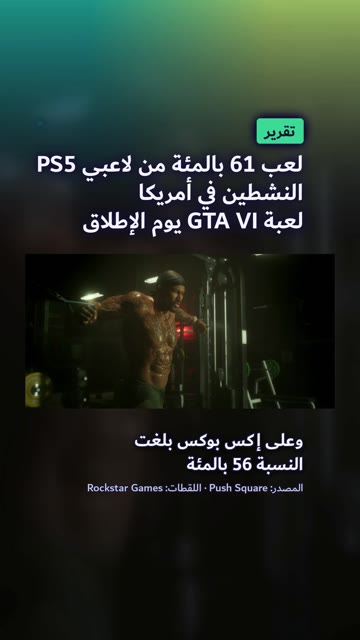 تقرير
لعب 61 بالمئة من لاعبي PS5
النشطين في أمريكا
لعبة GTA VI يوم الإطلاق
وعلى إكس بوكس بلغت
النسبة 56 بالمئة
المصدر: Push Square · اللقطات: Rockstar Games